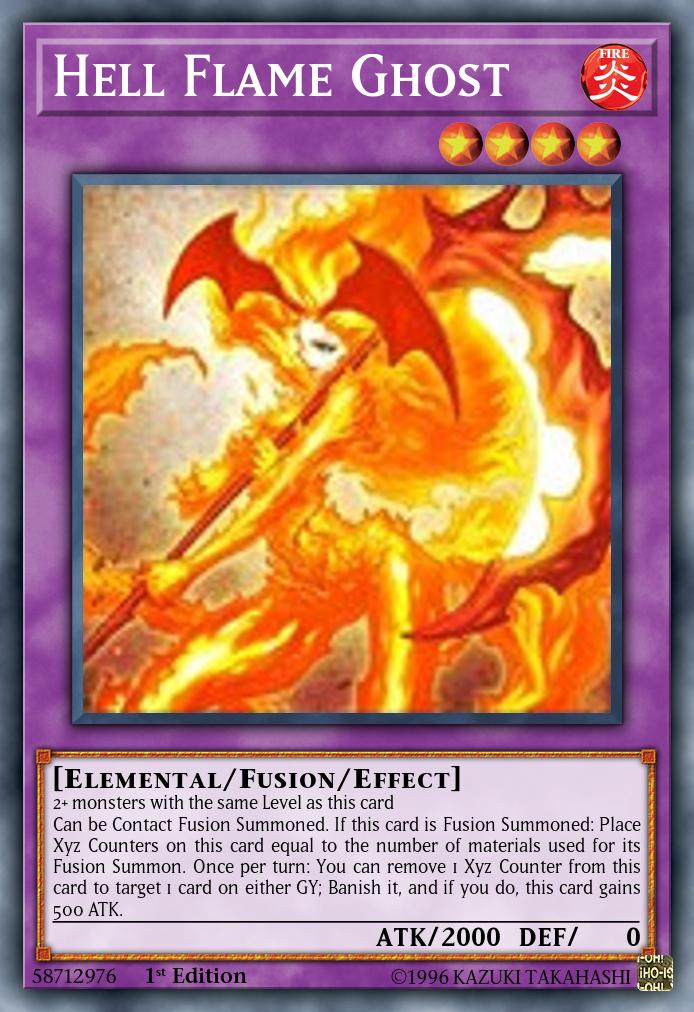 Hell Flame Ghost
FIRE
炎
[Elemental/Fusion/Effect]
2+ monsters with the same Level as this card
Can be Contact Fusion Summoned. If this card is Fusion Summoned: Place
Xyz Counters on this card equal to the number of materials used for its
Fusion Summon. Once per turn: You can remove 1 Xyz Counter from this
card to target 1 card on either GY; Banish it, and if you do, this card gains
500 ATK.
ATK/2000 DEF/ 0
58712976 1st Edition ©1996 KAZUKI TAKAHASHI